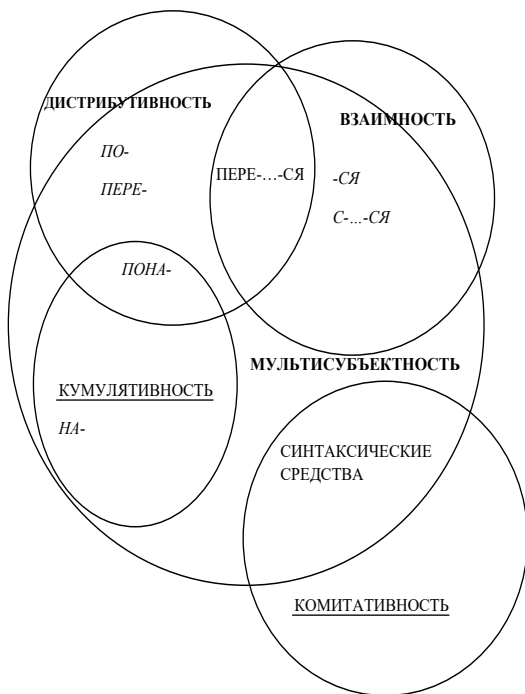 ДИСТРИБУТИВНОСТЬ
ВЗАИМНОСТЬ
ПО-
ПЕРЕ-
ПЕРЕ-…-СЯ
-СЯ
С-...-СЯ
ПОНА-
МУЛЬТИСУБЪЕКТНОСТЬ
КУМУЛЯТИВНОСТЬ
НА-
СИНТАКСИЧЕСКИЕ
СРЕДСТВА
КОМИТАТИВНОСТЬ